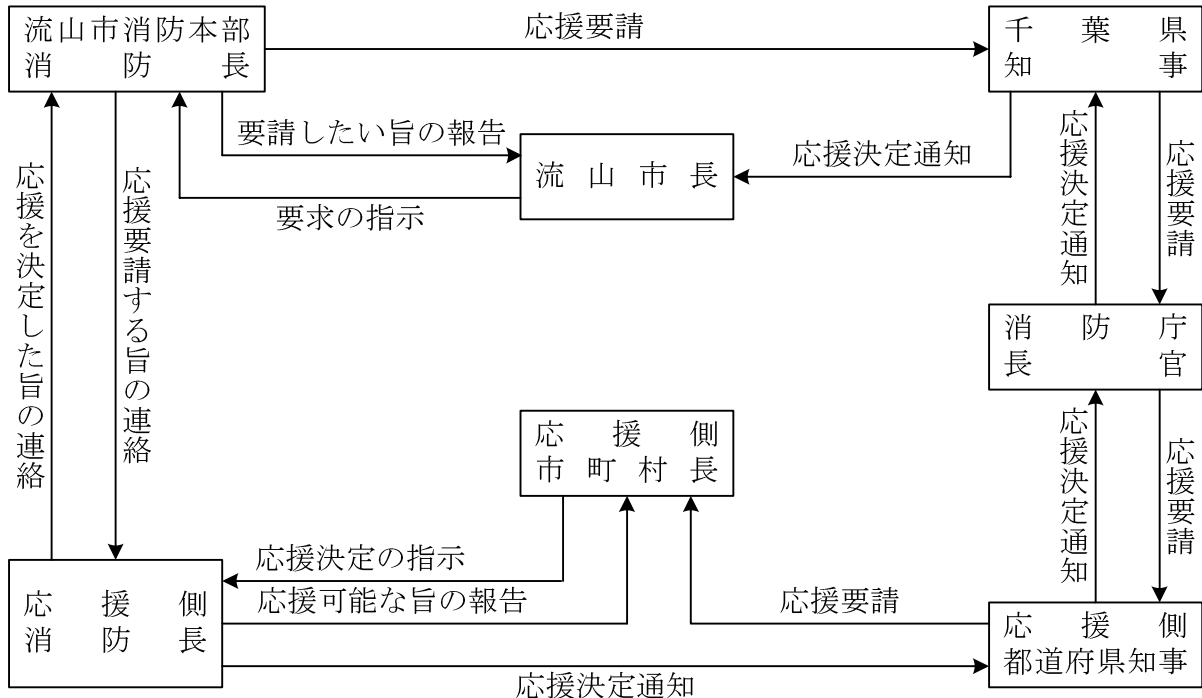 流山市消防本部
消防長
応援要請
千葉県
知事
要請したい旨の報告
流山市長
応援決定通知
要求の指示
応援決定通知
応援要請
応援を決定した旨の連絡
応援要請する旨の連絡
消防庁
長官
応援側
市町村長
応援決定通知
応援要請
応援決定の指示
応援可能な旨の報告
応援要請
応援側
消防長
応援側
都道府県知事
応援決定通知